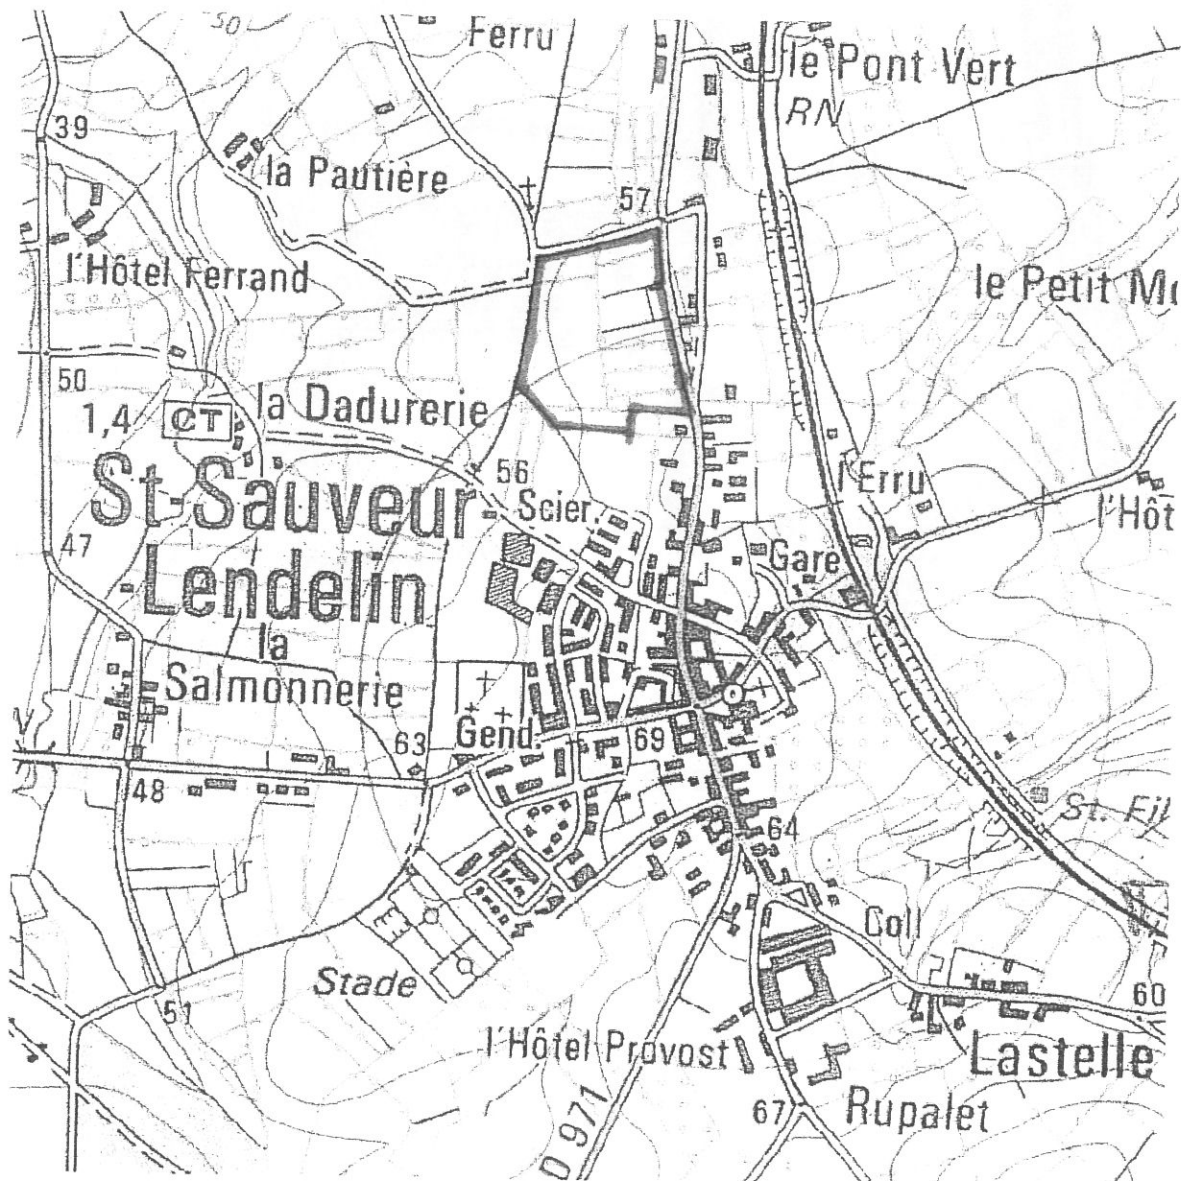 50
Ferru
le Pont Vert
RN
39
la Pautière
57
l'Hôtel Ferrand
le Petit
50
1,4
CT
la Dadurerie
56
St-Sauveur-
Lendelin
Scier.
l'Erru
l'Hôt
47
Gare
la
Salmonnerie
Gend.
63
69
48
64
St. Fil
Coll
Stade
51
60
l'Hôtel Provost
Lastelle
D 971
67
Rupalet